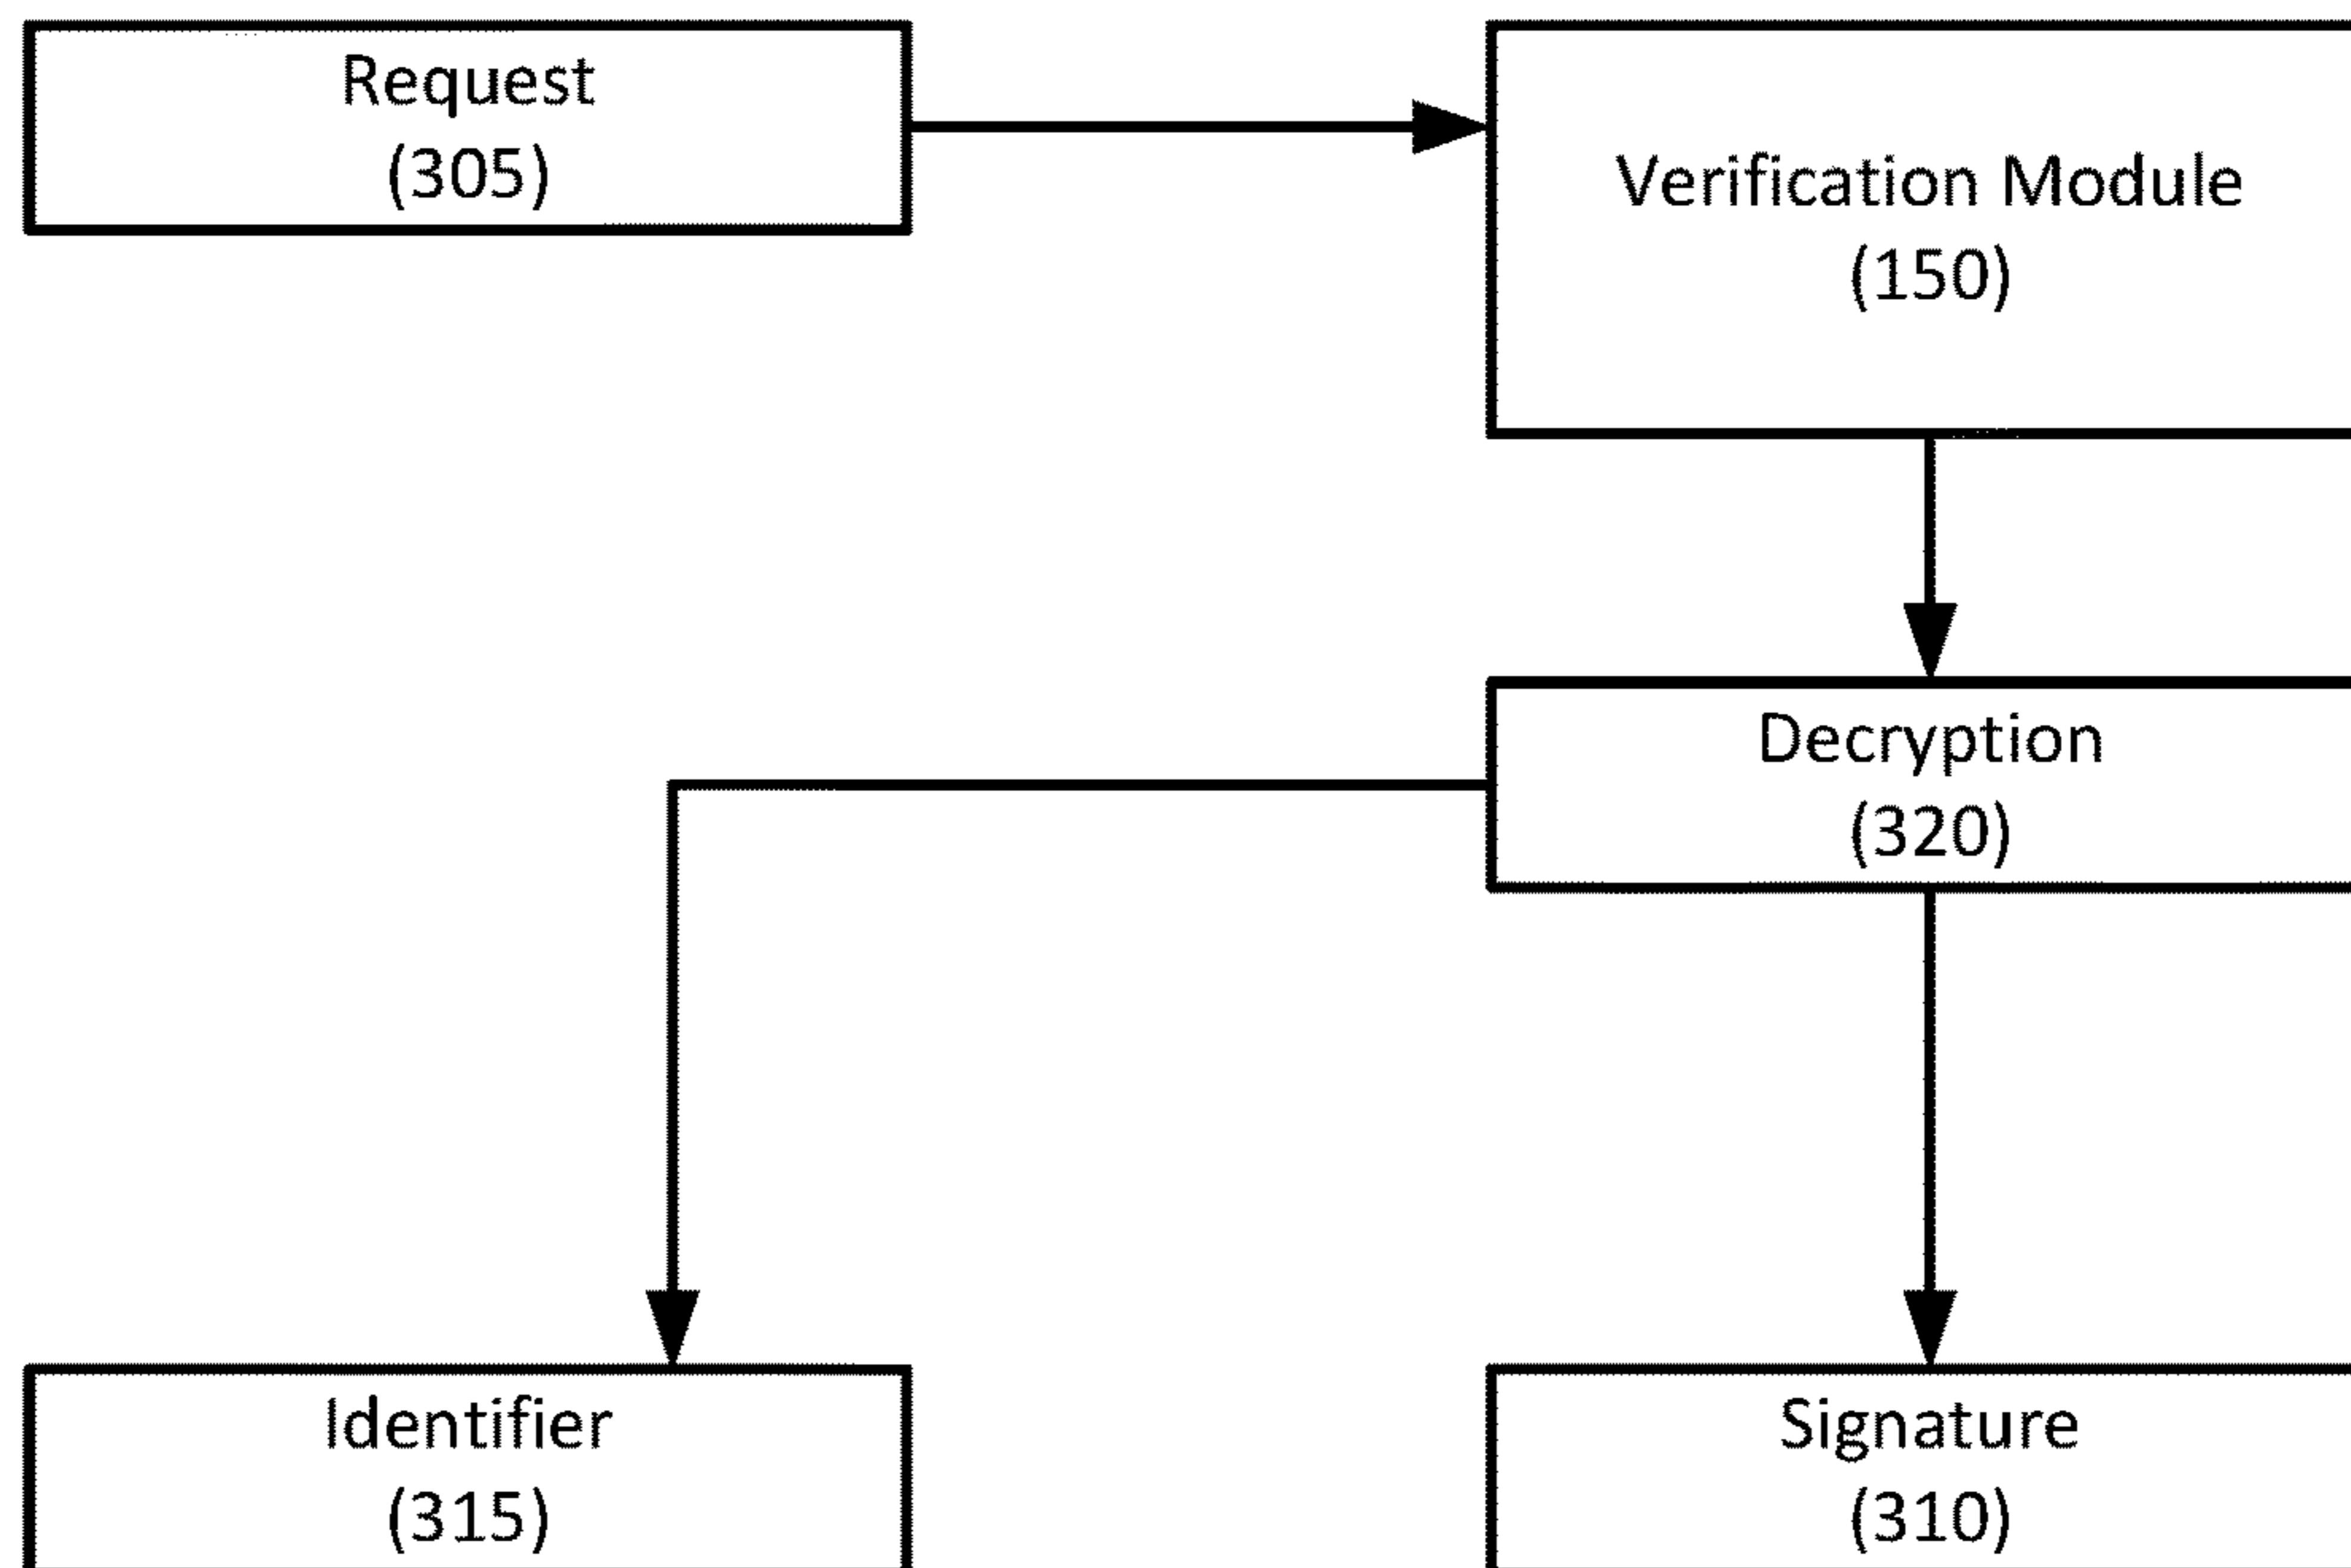 Request
(305)
Verification Module
(150)
Decryption
(320)
Identifier
(315)
Signature
(310)